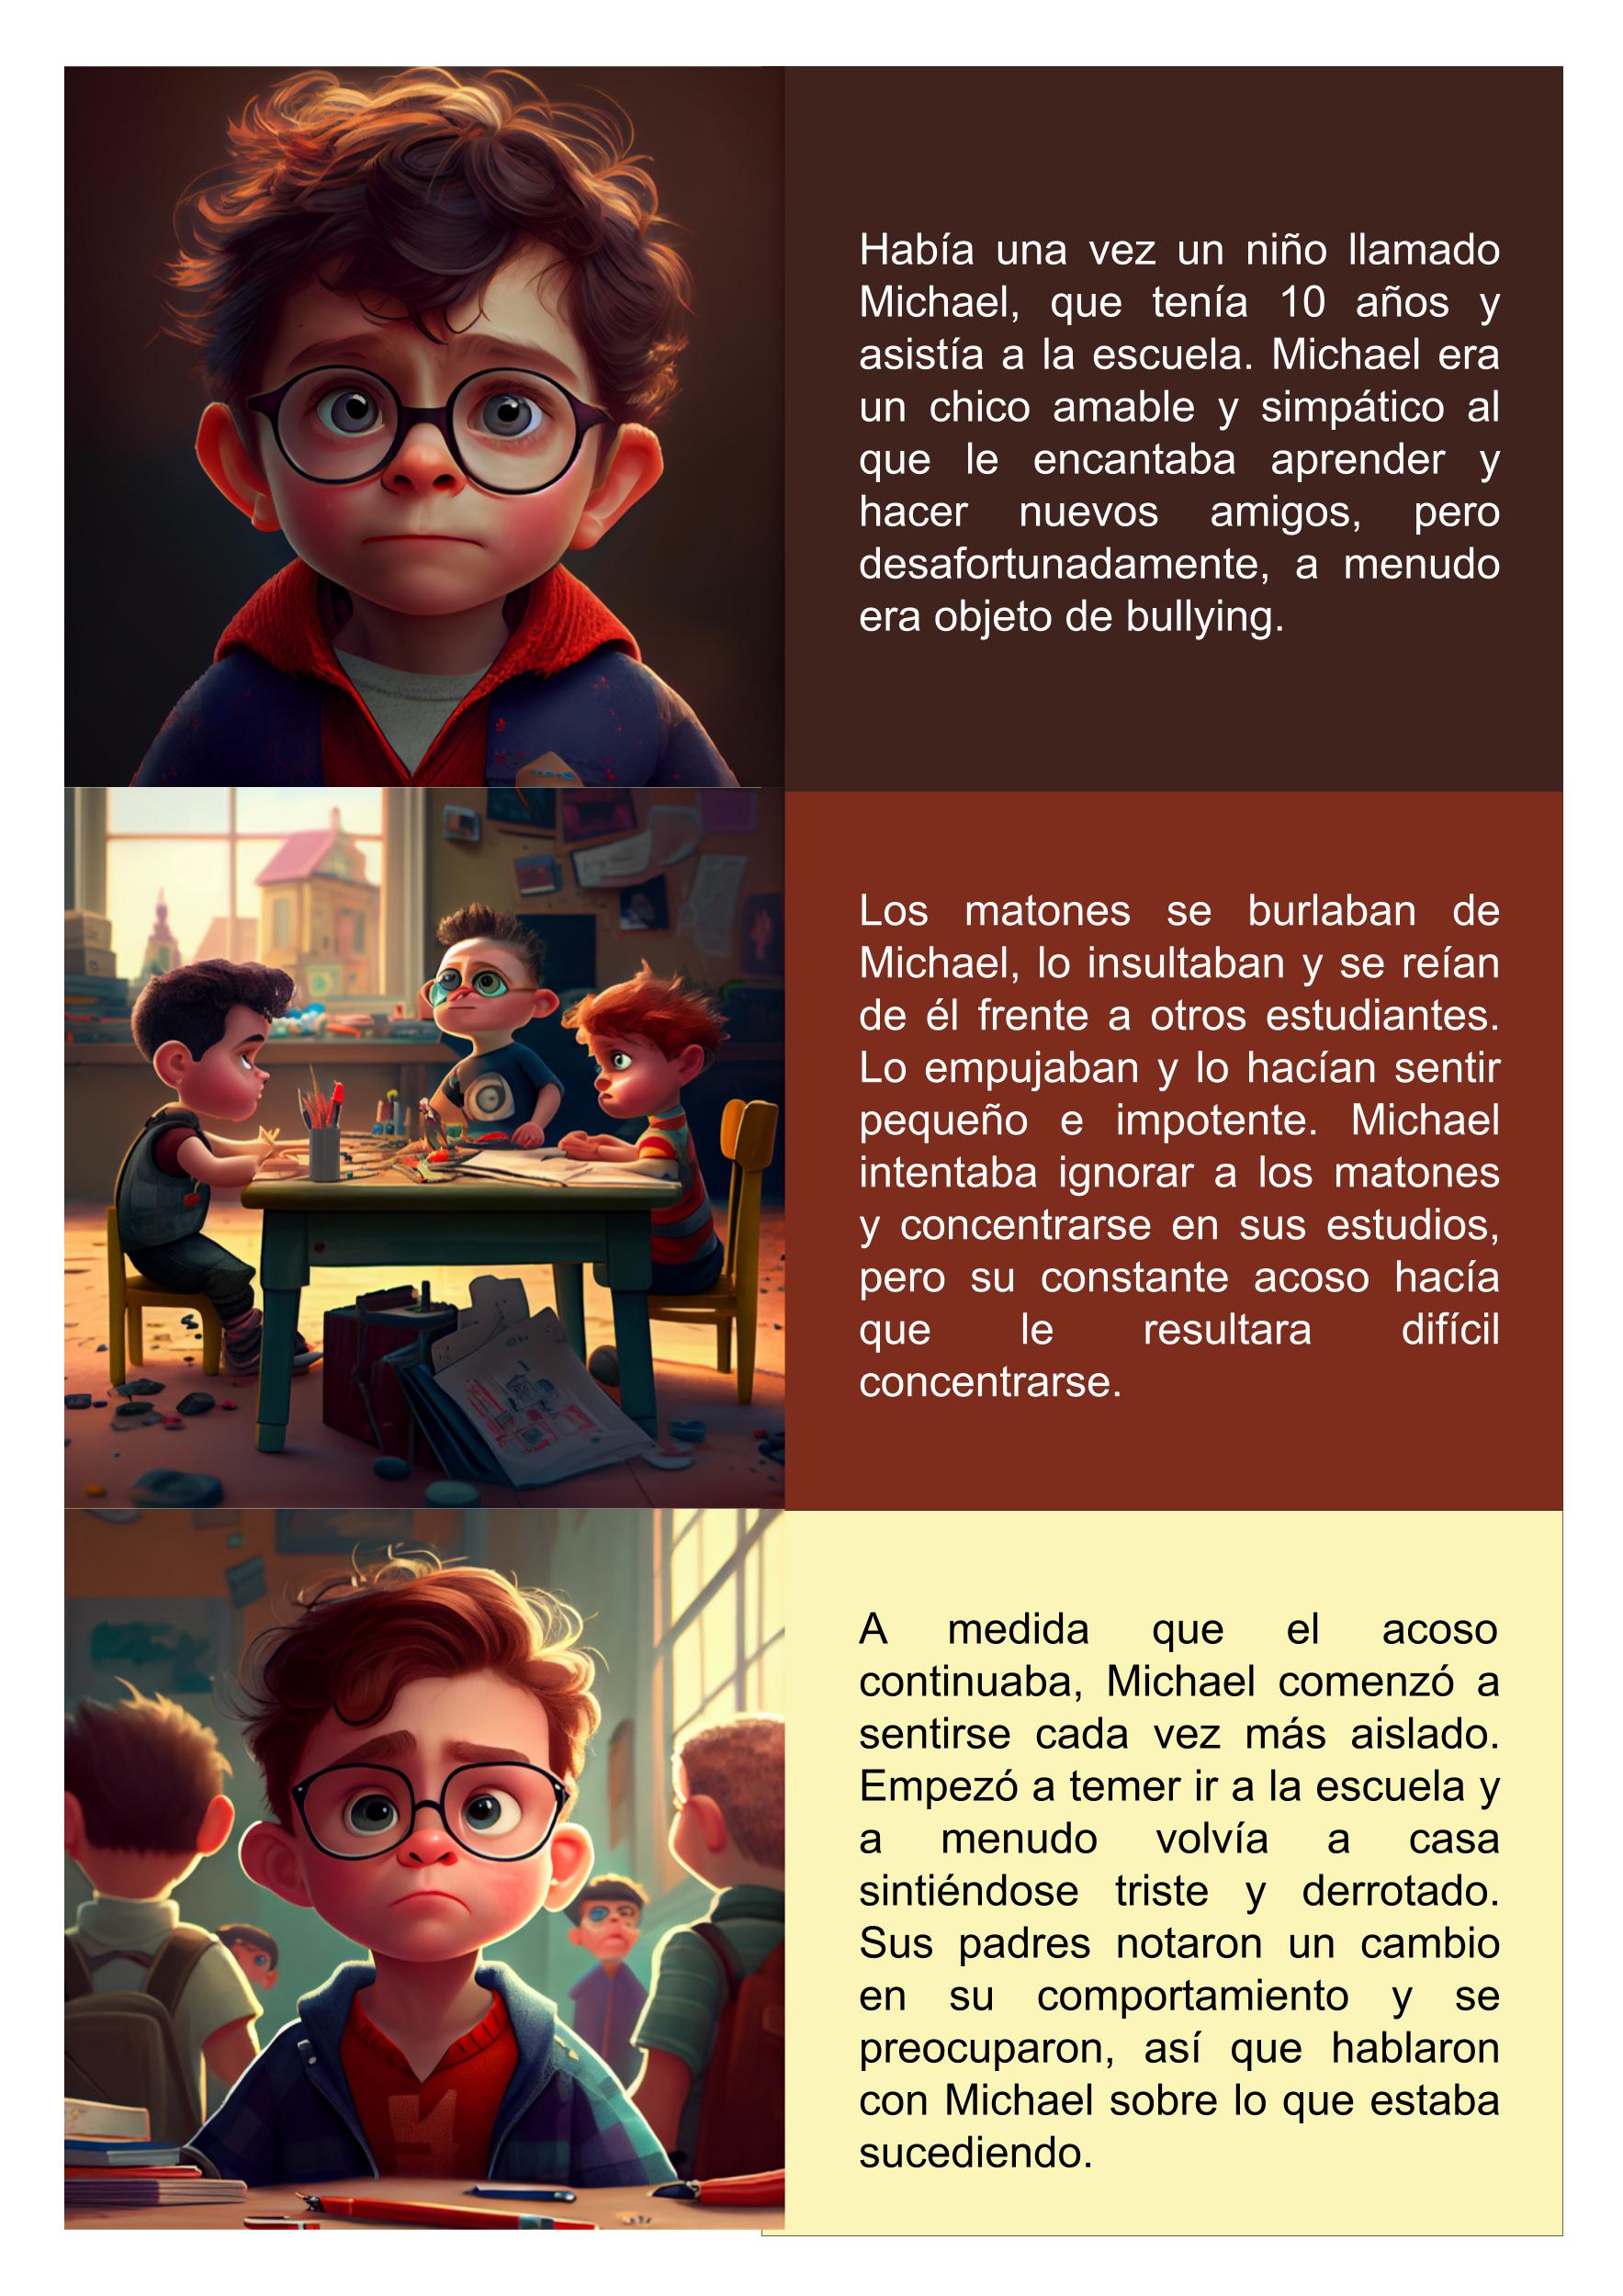 Había una vez un niño llamado
Michael, que tenía 10 años y
asistía a la escuela. Michael era
un chico amable y simpático al
que le encantaba aprender y
hacer nuevos amigos, pero
desafortunadamente, a menudo
era objeto de bullying.
Los matones se burlaban de
Michael, lo insultaban y se reían
de él frente a otros estudiantes.
Lo empujaban y lo hacían sentir
pequeño e impotente. Michael
intentaba ignorar a los matones
y concentrarse en sus estudios,
pero su constante acoso hacía
que le resultara difícil
concentrarse.
A medida que el acoso
continuaba, Michael comenzó a
sentirse cada vez más aislado.
Empezó a temer ir a la escuela y
a menudo volvía a casa
sintiéndose triste y derrotado.
Sus padres notaron un cambio
en su comportamiento y se
preocuparon, así que hablaron
con Michael sobre lo que estaba
sucediendo.